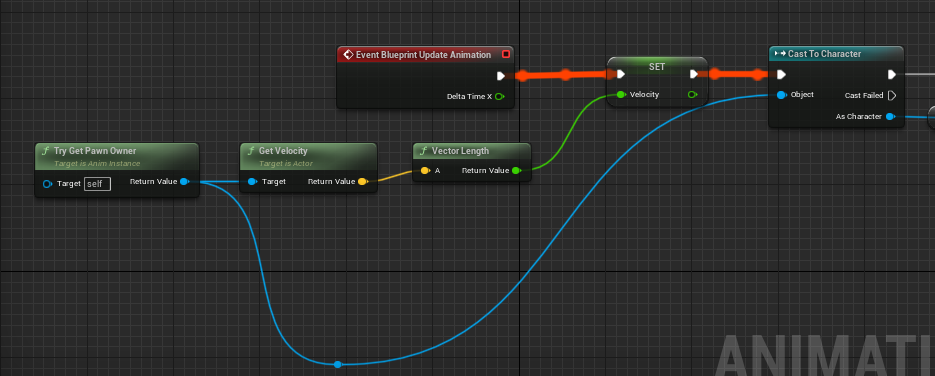 Event Blueprint Update Animation
Delta Time X
SET
Velocity
Cast To Character
Object
Cast Failed
As Character
Try Get Pawn Owner
Target is Anim Instance
Target self
Return Value
Get Velocity
Target is Actor
Target
Return Value
Vector Length
A
Return Value
ANIMATI